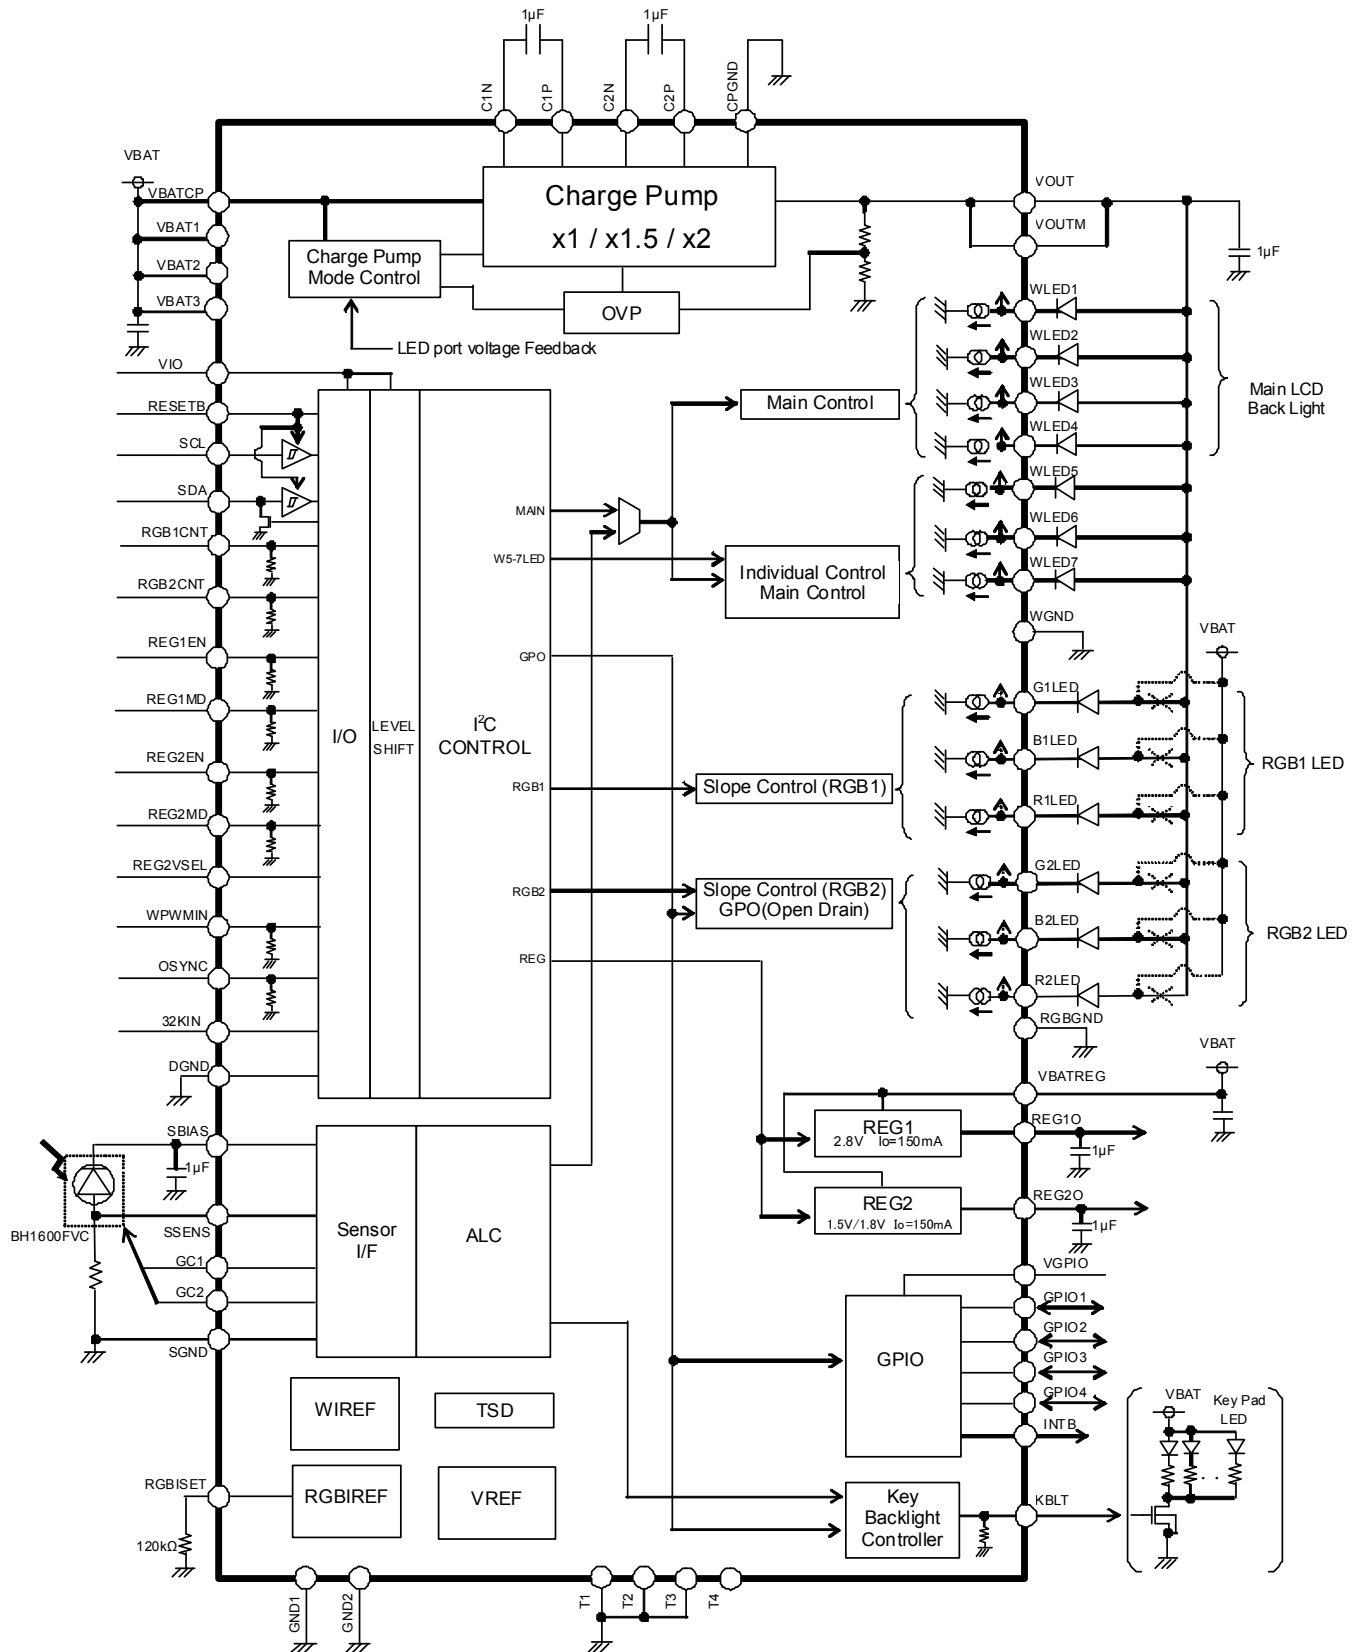 1μF
1μF
C1N
C1P
C2N
C2P
CPGND
VBAT
VBATCP
VBAT1
VBAT2
VBAT3
Charge Pump
x1 / x1.5 / x2
Charge Pump
Mode Control
OVP
LED port voltage Feedback
VOUT
VOUTM
1μF
WLED1
WLED2
WLED3
WLED4
WLED5
WLED6
WLED7
WGND
Main LCD
Back Light
Main Control
Individual Control
Main Control
VIO
RESETB
SCL
SDA
RGB1CNT
RGB2CNT
REG1EN
REG1MD
REG2EN
REG2MD
REG2VSEL
WPWMIN
OSYNC
32KIN
DGND
I/O
LEVEL
SHIFT
I²C
CONTROL
MAIN
W5-7LED
GPO
RGB1
RGB2
REG
VBAT
G1LED
B1LED
R1LED
RGB1 LED
Slope Control (RGB1)
G2LED
B2LED
R2LED
RGB2 LED
Slope Control (RGB2)
GPO(Open Drain)
RGBGND
VBAT
VBATREG
REG1
2.8V Io=150mA
REG1O
1μF
REG2
1.5V/1.8V Io=150mA
REG2O
1μF
SBIAS
1μF
BH1600FVC
SSENS
GC1
GC2
SGND
Sensor
I/F
ALC
VGPIO
GPIO1
GPIO2
GPIO3
GPIO4
INTB
GPIO
WIREF
TSD
RGBIREF
VREF
RGBISET
120kΩ
Key
Backlight
Controller
KBLT
VBAT
Key Pad
LED
. .
GND1
GND2
T1
T2
T3
T4